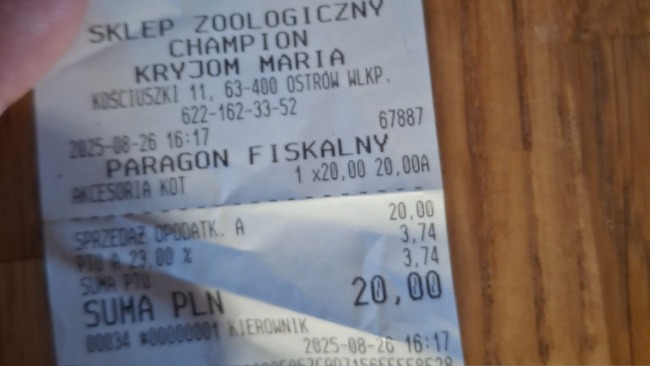 SKLEP ZOOLOGICZNY
CHAMPION
KRYJOM MARIA
KOŚCIUSZKI 11, 63-400 OSTRÓW WLKP.
622-162-33-52
2025-08-26 16:17 67887
PARAGON FISKALNY
AKCESORIA KOT 1 x20,00 20,00A
SPRZEDAŻ OPODATK. A 20,00
PTU A 23,00 % 3,74
SUMA PTU 3,74
SUMA PLN 20,00
00034 #00000001 KIEROWNIK
2025-08-26 16:17